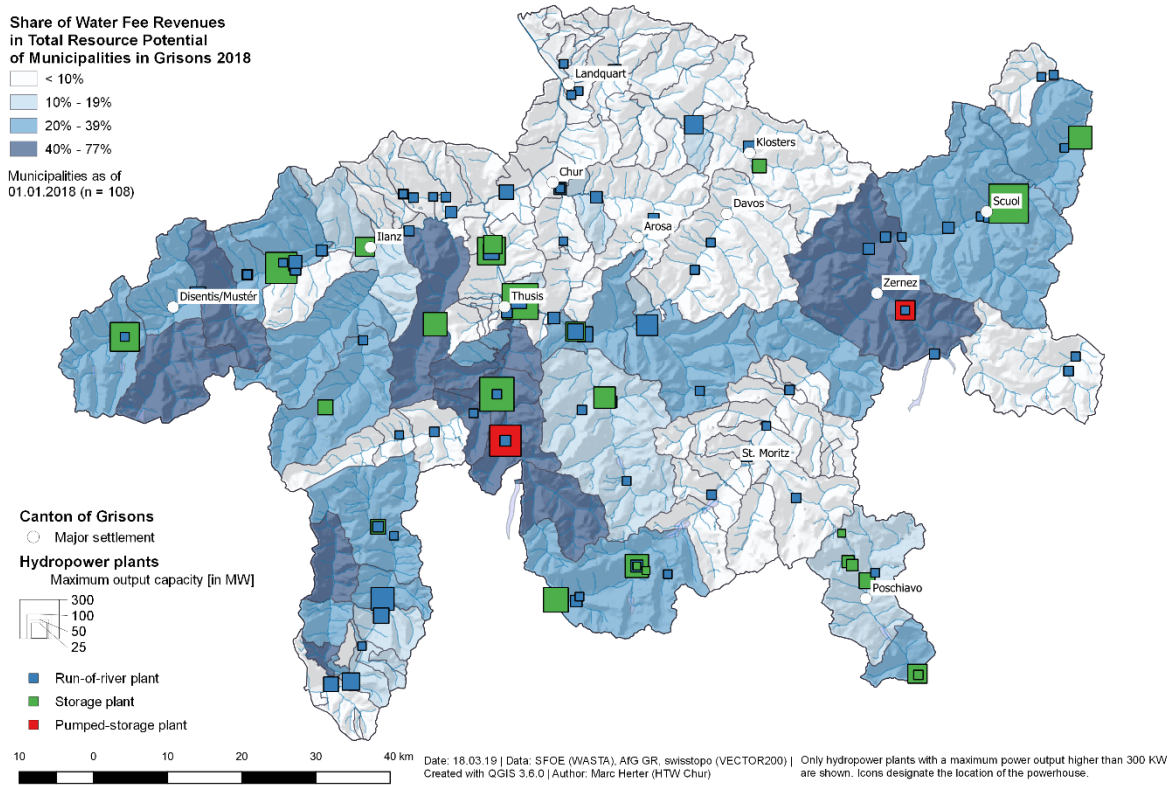 Share of Water Fee Revenues
in Total Resource Potential
of Municipalities in Grisons 2018
< 10%
10% - 19%
20% - 39%
40% - 77%
Municipalities as of
01.01.2018 (n = 108)
Landquart
Klosters
Chur
Davos
Arosa
Scuol
Ilanz
Zernez
Disentis/Mustér
Thusis
St. Moritz
Poschiavo
Canton of Grisons
Major settlement
Hydropower plants
Maximum output capacity [in MW]
300
100
50
25
Run-of-river plant
Storage plant
Pumped-storage plant
10 0 10 20 30 40 km
Date: 18.03.19 | Data: SFOE (WASTA), AfG GR, swisstopo (VECTOR200) |
Created with QGIS 3.6.0 | Author: Marc Herter (HTW Chur)
Only hydropower plants with a maximum power output higher than 300 KW
are shown. Icons designate the location of the powerhouse.